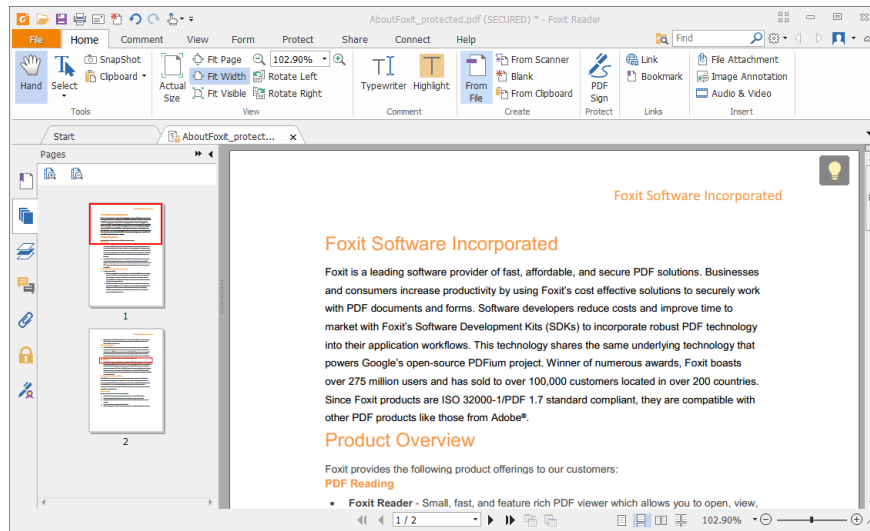 AboutFoxit_protected.pdf (SECURED) * - Foxit Reader
File Home Comment View Form Protect Share Connect Help Find
Hand
Select
SnapShot
Clipboard
Tools
Actual Size
Fit Page
Fit Width
Fit Visible
102.90%
Rotate Left
Rotate Right
View
Typewriter Highlight
Comment
From File
From Scanner
Blank
From Clipboard
Create
PDF Sign
Protect
Link
Bookmark
Links
File Attachment
Image Annotation
Audio & Video
Insert
Start AboutFoxit_protect... x
Pages
1
2
Foxit Software Incorporated
Foxit Software Incorporated
Foxit is a leading software provider of fast, affordable, and secure PDF solutions. Businesses
and consumers increase productivity by using Foxit's cost effective solutions to securely work
with PDF documents and forms. Software developers reduce costs and improve time to
market with Foxit's Software Development Kits (SDKs) to incorporate robust PDF technology
into their application workflows. This technology shares the same underlying technology that
powers Google's open-source PDFium project. Winner of numerous awards, Foxit boasts
over 275 million users and has sold to over 100,000 customers located in over 200 countries.
Since Foxit products are ISO 32000-1/PDF 1.7 standard compliant, they are compatible with
other PDF products like those from Adobe®.
Product Overview
Foxit provides the following product offerings to our customers:
PDF Reading
• Foxit Reader - Small, fast, and feature rich PDF viewer which allows you to open, view,
1 / 2
102.90%